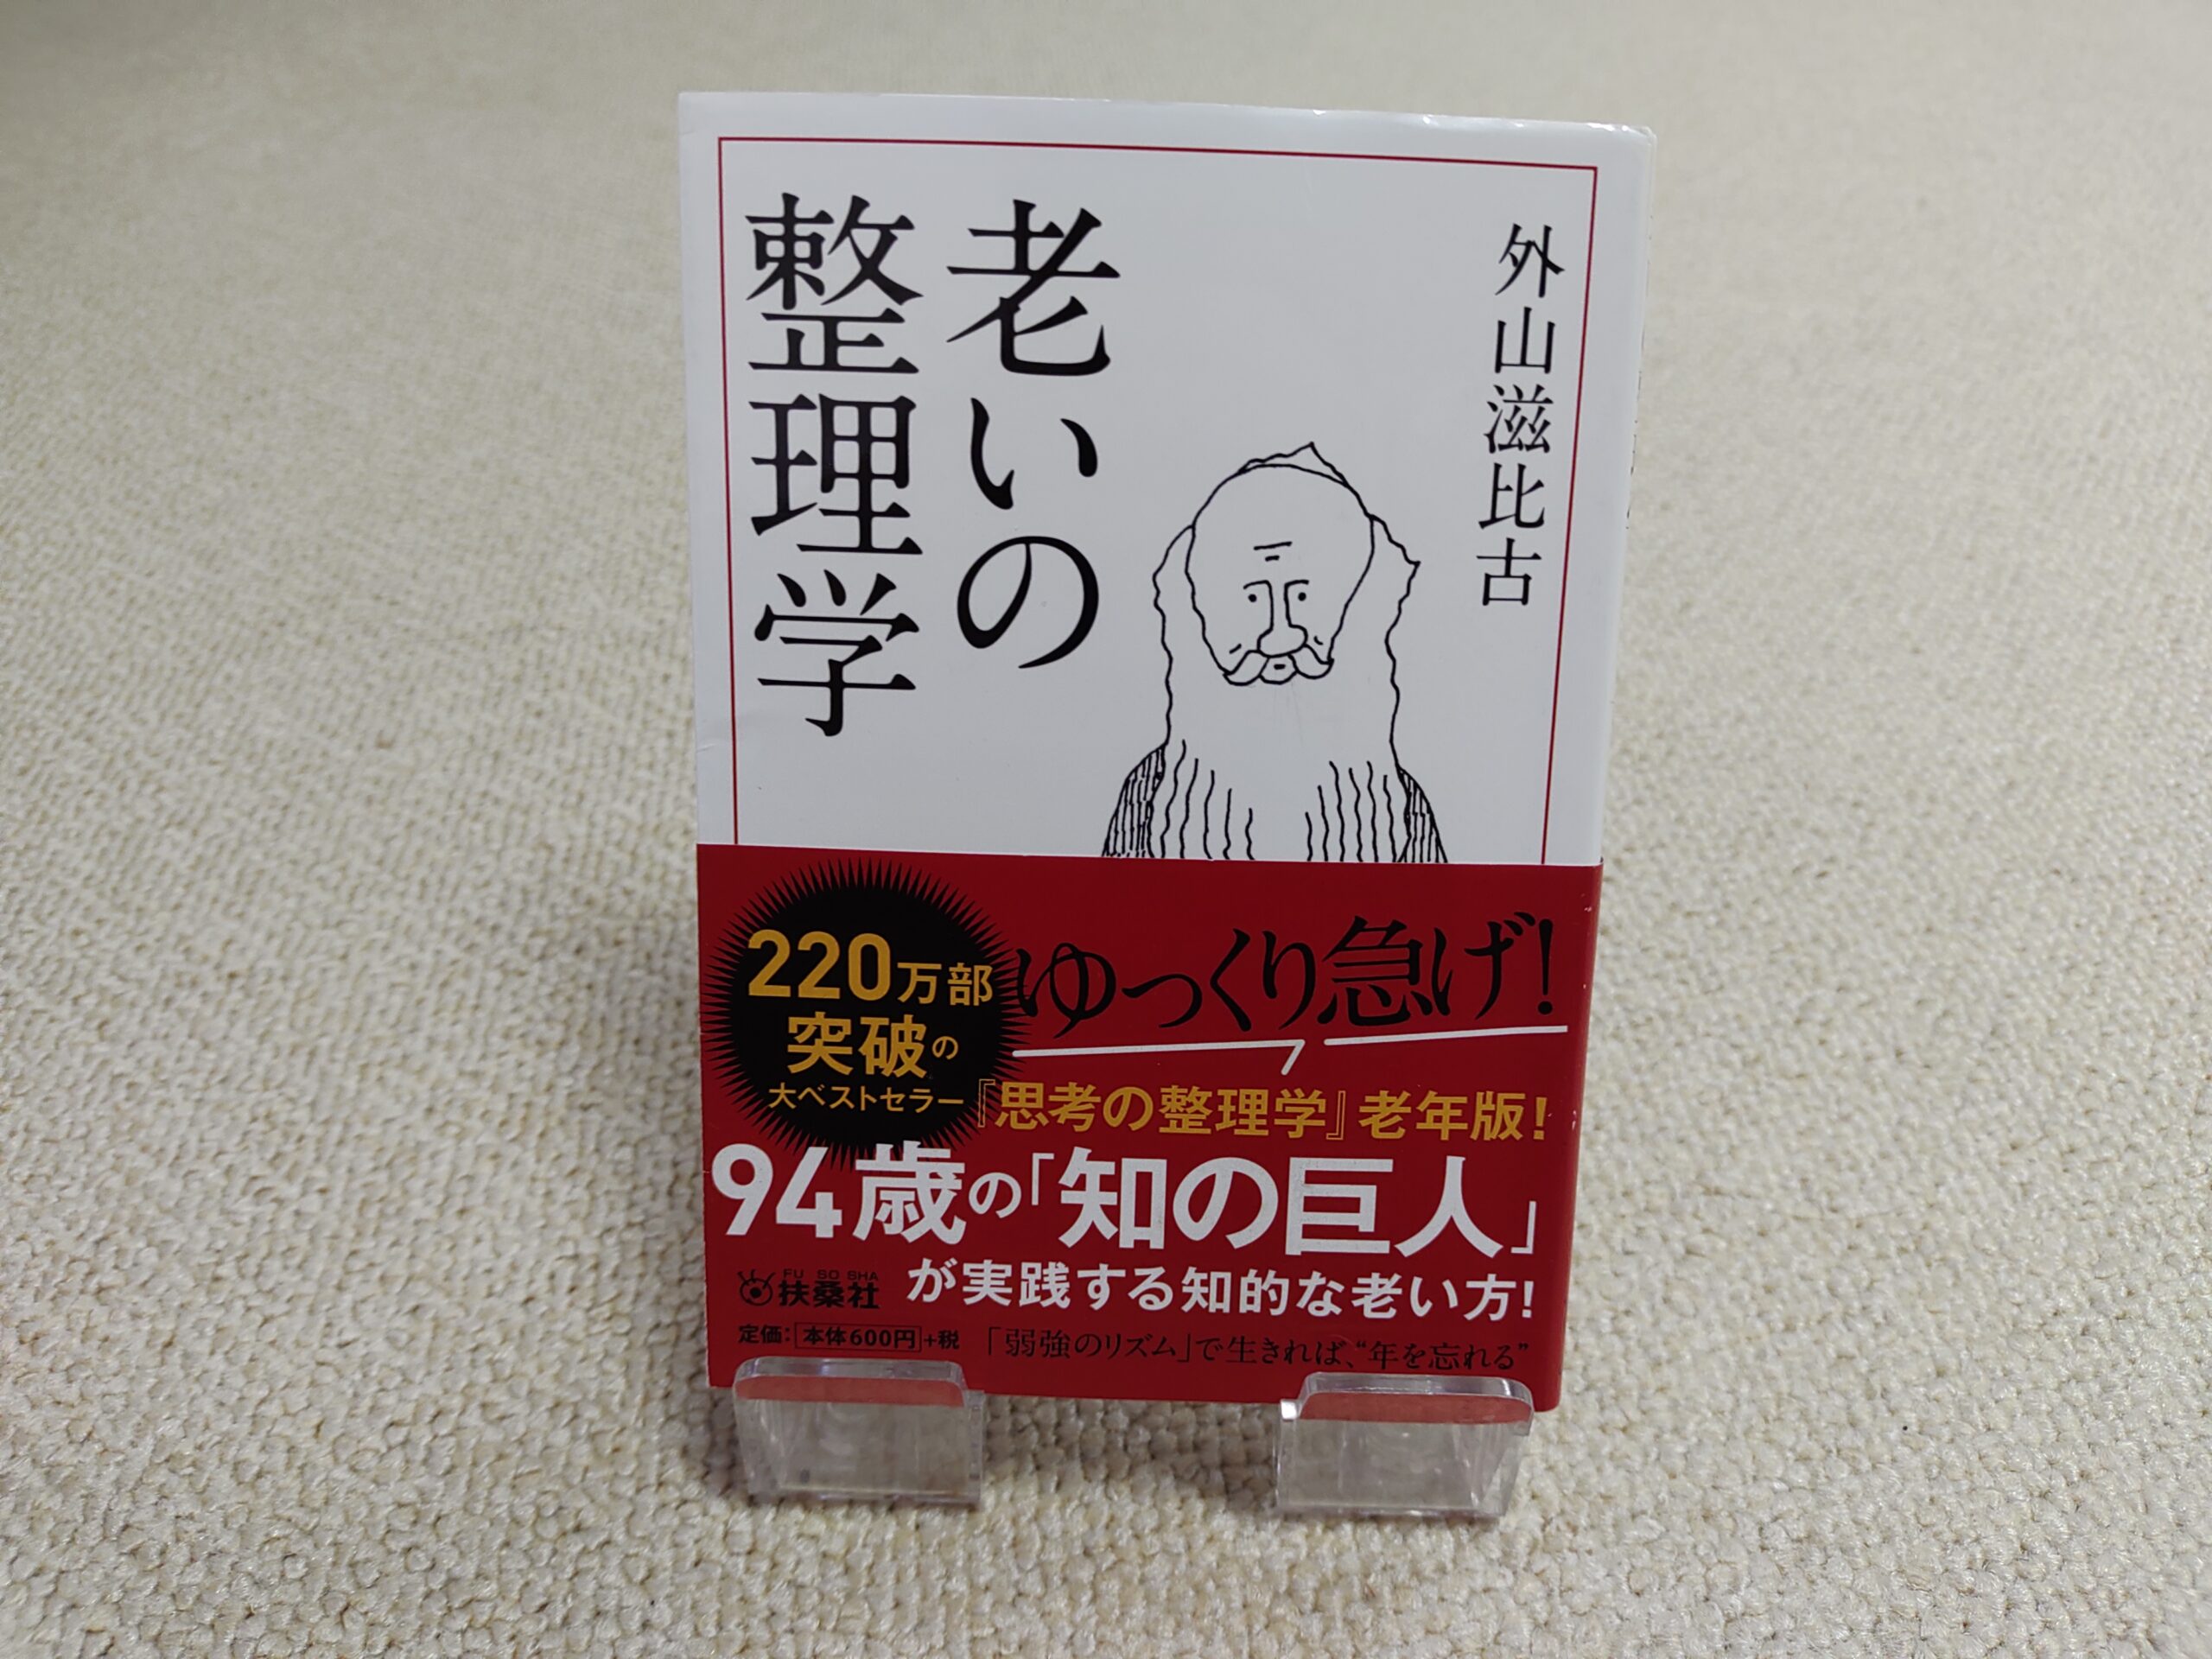 外山滋比古
老いの
整理学
220万部
突破の
大ベストセラー
ゆっくり急げ!
『思考の整理学』老年版!
94歳の「知の巨人」
が実践する知的な老い方!
FU SO SHA
扶桑社
定価:本体600円+税
「弱強のリズム」で生きれば、“年を忘れる”